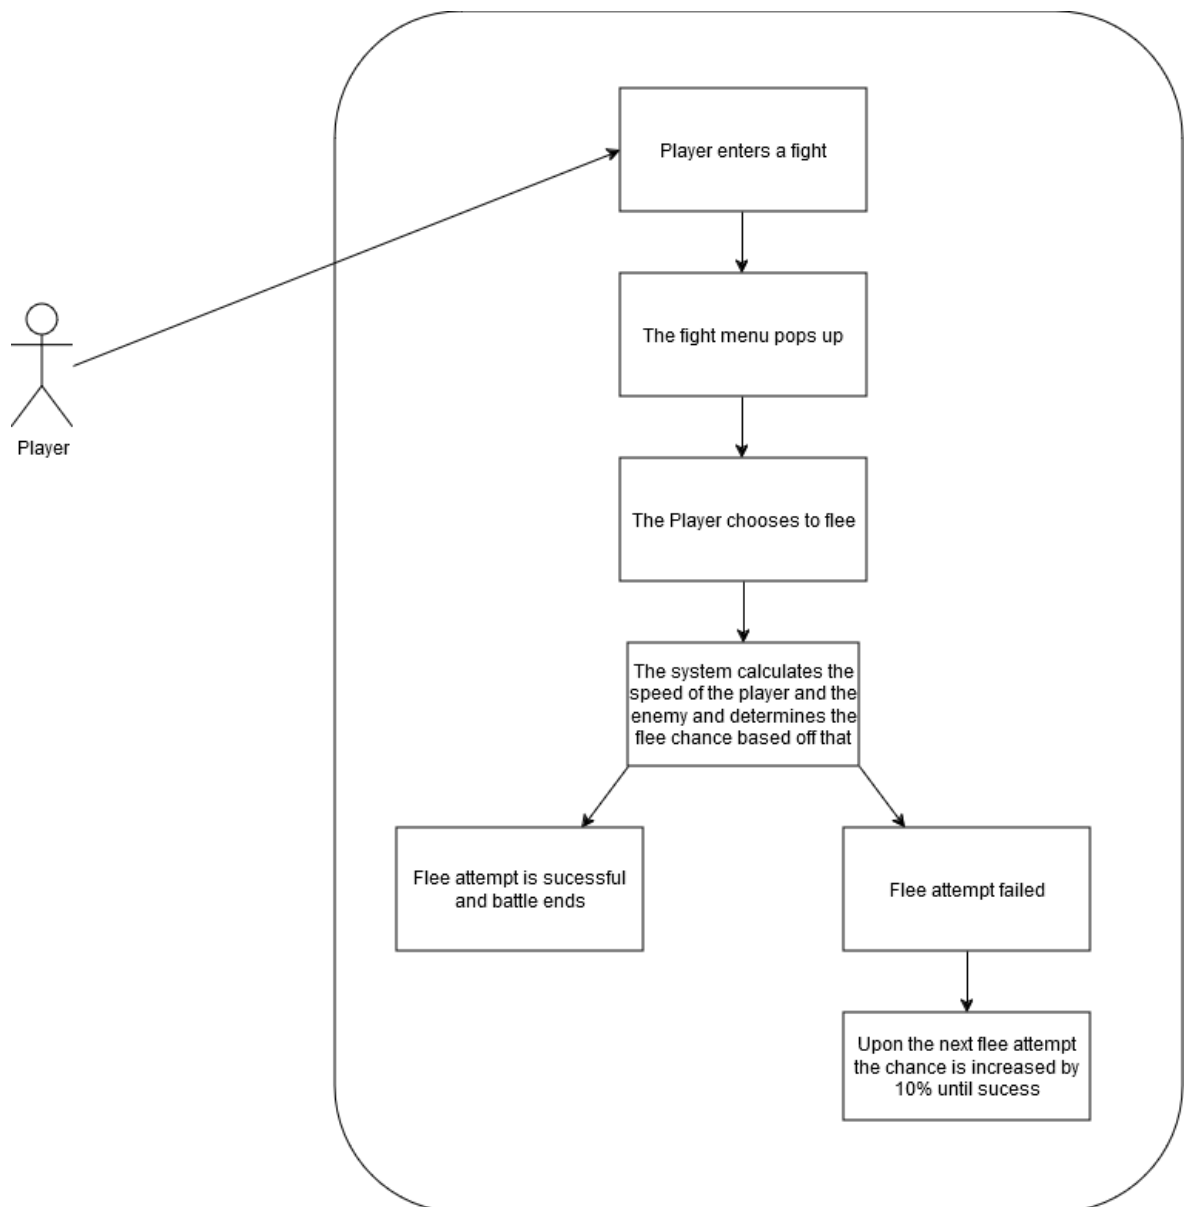 Player enters a fight
The fight menu pops up
Player
The Player chooses to flee
The system calculates the
speed of the player and the
enemy and determines the
flee chance based off that
Flee attempt is sucessful
and battle ends
Flee attempt failed
Upon the next flee attempt
the chance is increased by
10% until sucess